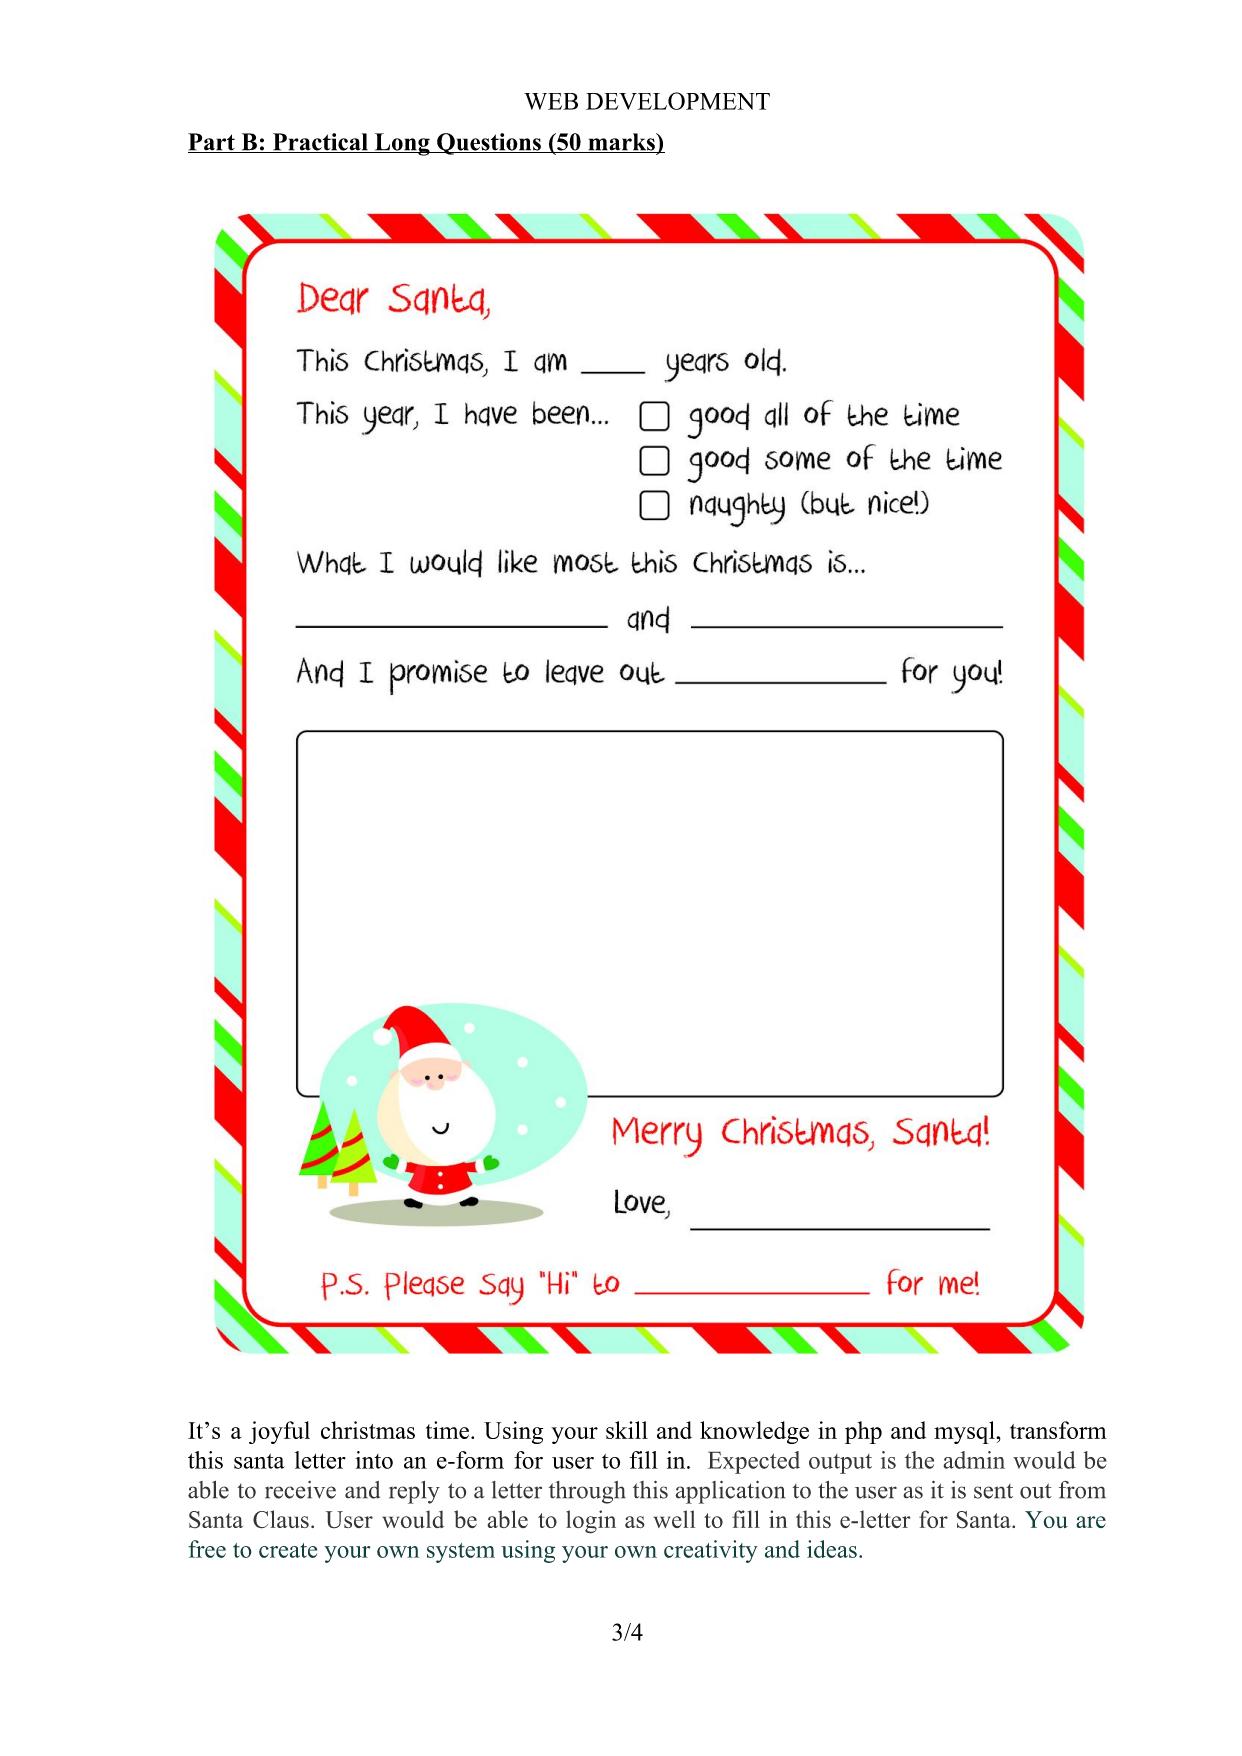 WEB DEVELOPMENT
Part B: Practical Long Questions (50 marks)
Dear Santa,
This Christmas, I am ____ years old.
This year, I have been... good all of the time
good some of the time
naughty (but nice!)
What I would like most this Christmas is...
__________ and __________
And I promise to leave out __________ for you!
Merry Christmas, Santa!
Love, __________
P.S. Please Say "Hi" to __________ for me!
It’s a joyful christmas time. Using your skill and knowledge in php and mysql, transform
this santa letter into an e-form for user to fill in. Expected output is the admin would be
able to receive and reply to a letter through this application to the user as it is sent out from
Santa Claus. User would be able to login as well to fill in this e-letter for Santa. You are
free to create your own system using your own creativity and ideas.
3/4